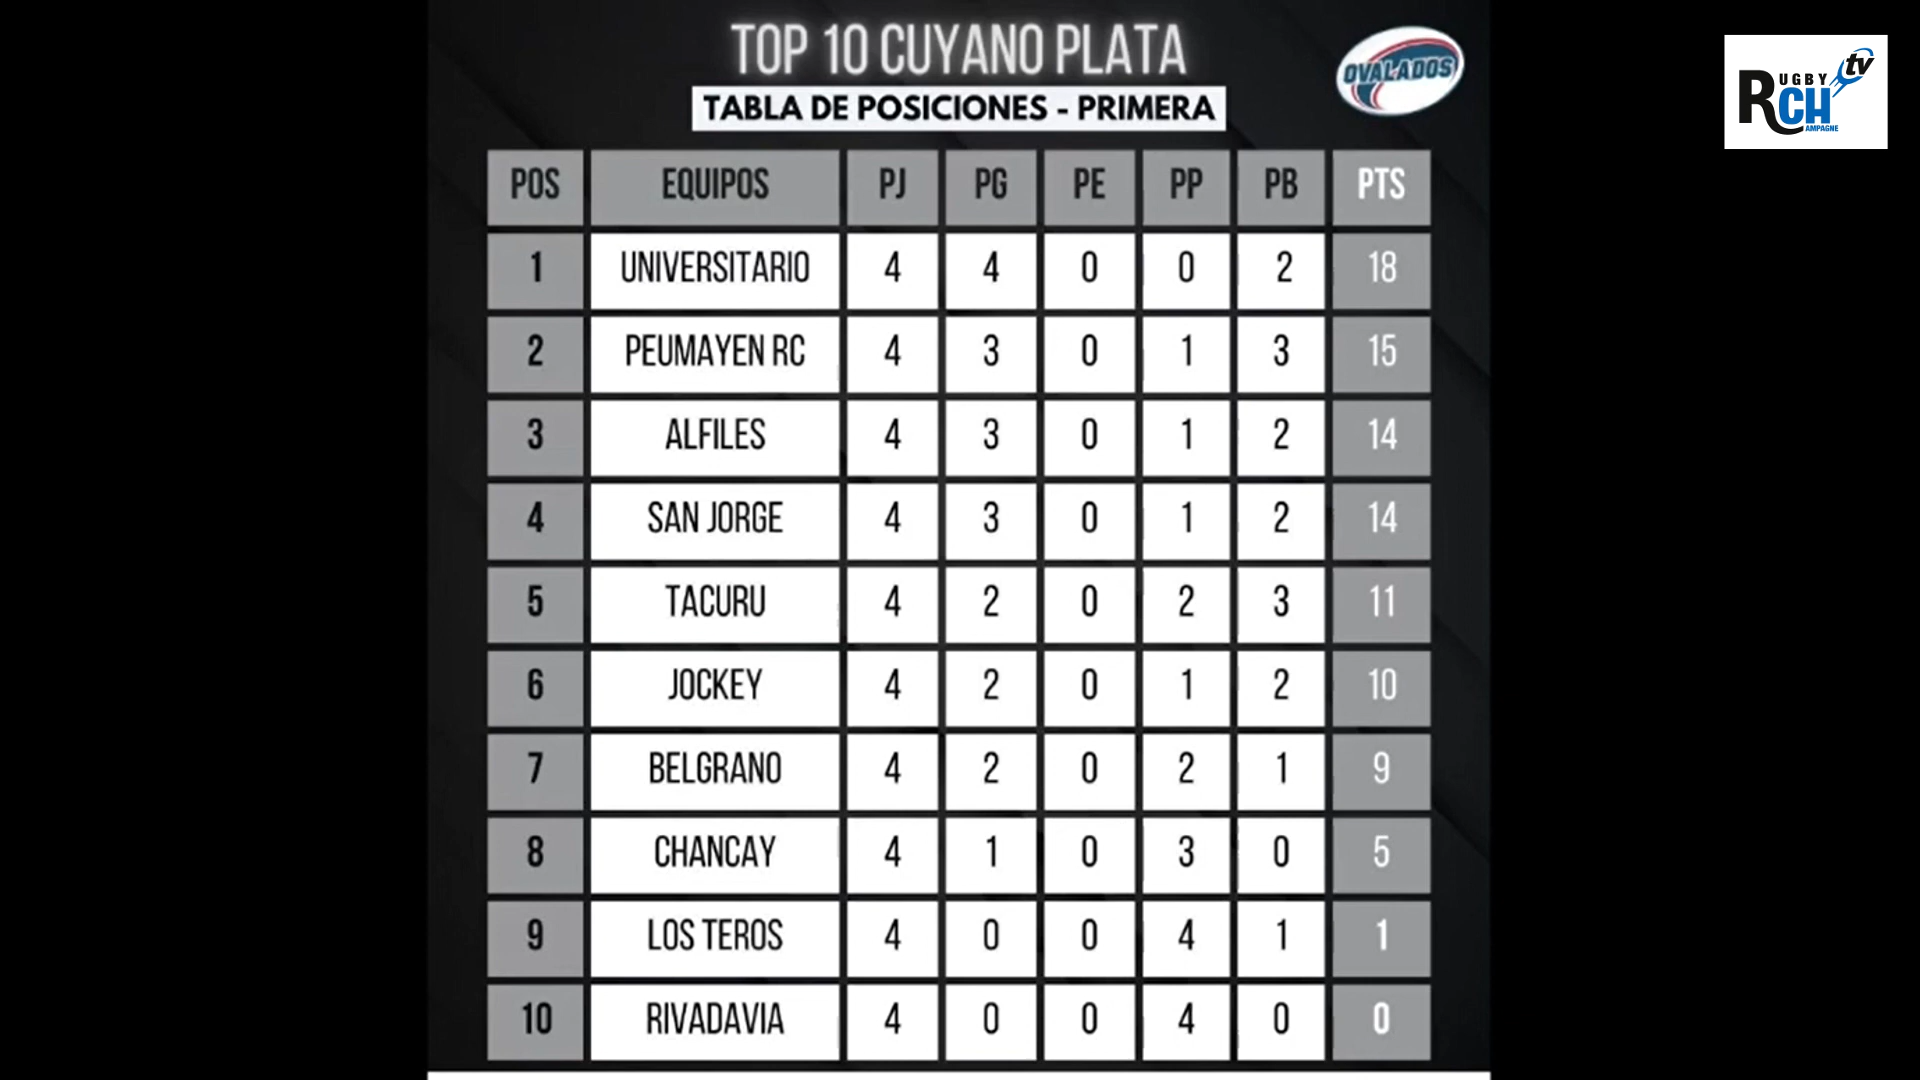 TOP 10 CUYANO PLATA
TABLA DE POSICIONES - PRIMERA
OVALADOS
RUGBY tv
CHAMPAGNE
POS EQUIPOS PJ PG PE PP PB PTS
1 UNIVERSITARIO 4 4 0 0 2 18
2 PEUMAYEN RC 4 3 0 1 3 15
3 ALFILES 4 3 0 1 2 14
4 SAN JORGE 4 3 0 1 2 14
5 TACURU 4 2 0 2 3 11
6 JOCKEY 4 2 0 1 2 10
7 BELGRANO 4 2 0 2 1 9
8 CHANCAY 4 1 0 3 0 5
9 LOS TEROS 4 0 0 4 1 1
10 RIVADAVIA 4 0 0 4 0 0